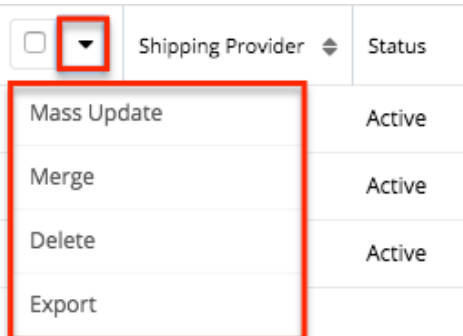 Shipping Provider Status
Mass Update Active
Merge Active
Delete Active
Export